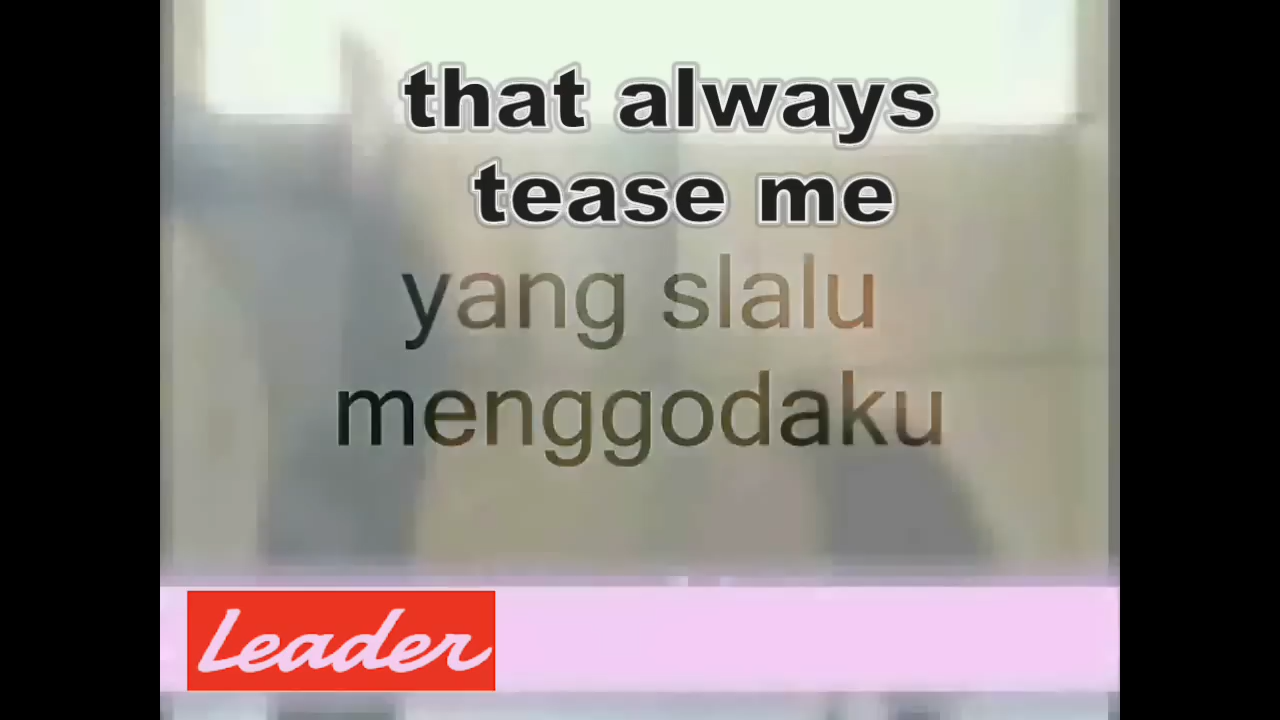 that always
tease me
yang slalu
menggodaku
Leader